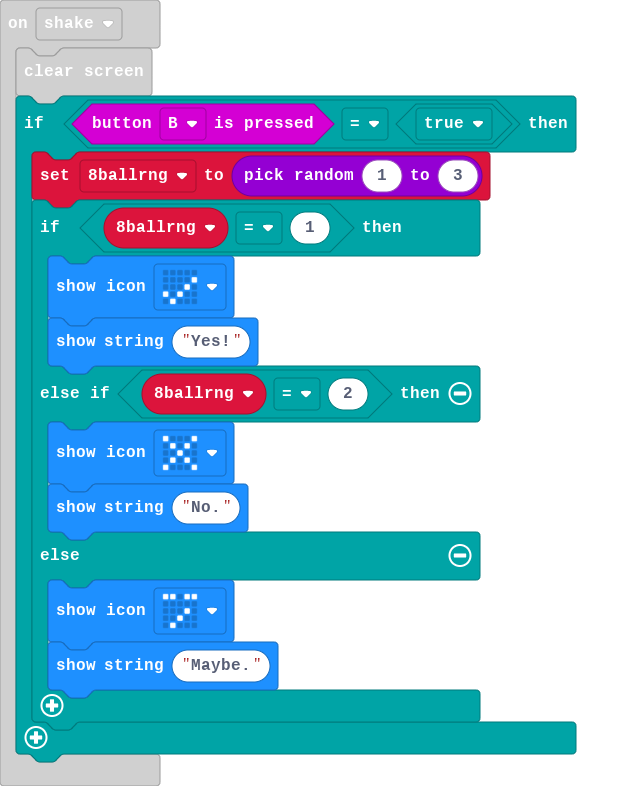 on shake
clear screen
if button B is pressed = true then
set 8ballrng to pick random 1 to 3
if 8ballrng = 1 then
show icon
show string "Yes!"
else if 8ballrng = 2 then
show icon
show string "No."
else
show icon
show string "Maybe."